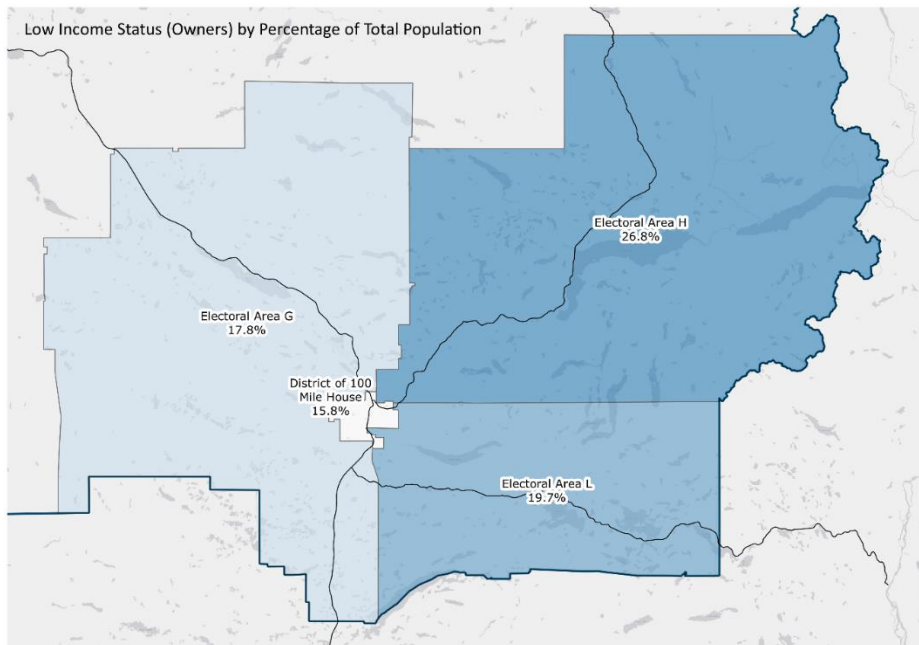 Low Income Status (Owners) by Percentage of Total Population
Electoral Area H
26.8%
Electoral Area G
17.8%
District of 100
Mile House
15.8%
Electoral Area L
19.7%